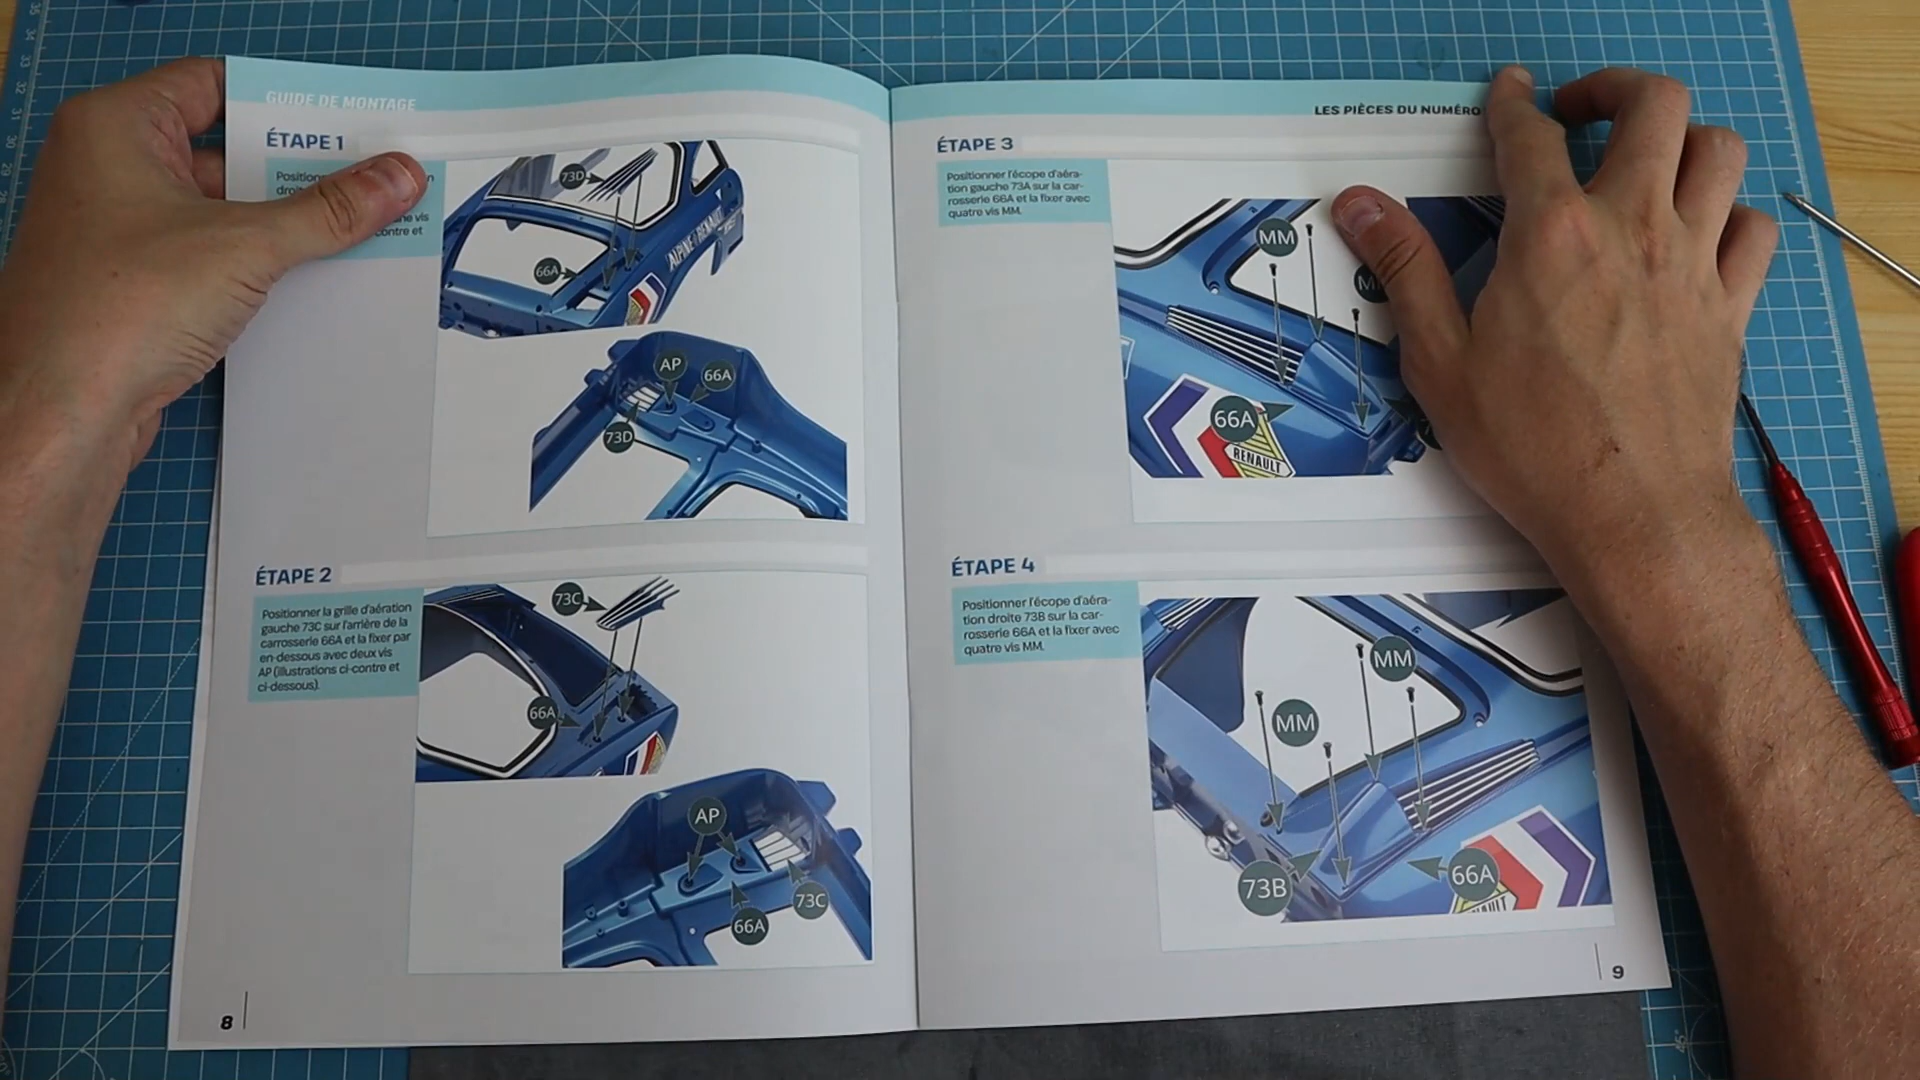 GUIDE DE MONTAGE
ÉTAPE 1
vis
contre et
73D
66A
ALPINE RENAULT
AP
66A
73D
ÉTAPE 2
Positionner la grille d'aération
gauche 73C sur l'arrière de la
carrosserie 66A et la fixer par
en-dessous avec deux vis
AP (illustrations ci-contre et
ci-dessous).
73C
66A
AP
73C
66A
8
LES PIÈCES DU NUMÉRO
ÉTAPE 3
Positionner l'écope d'aéra-
tion gauche 73A sur la car-
rosserie 66A et la fixer avec
quatre vis MM.
MM
66A
RENAULT
ÉTAPE 4
Positionner l'écope d'aéra-
tion droite 73B sur la car-
rosserie 66A et la fixer avec
quatre vis MM.
MM
MM
73B
66A
9